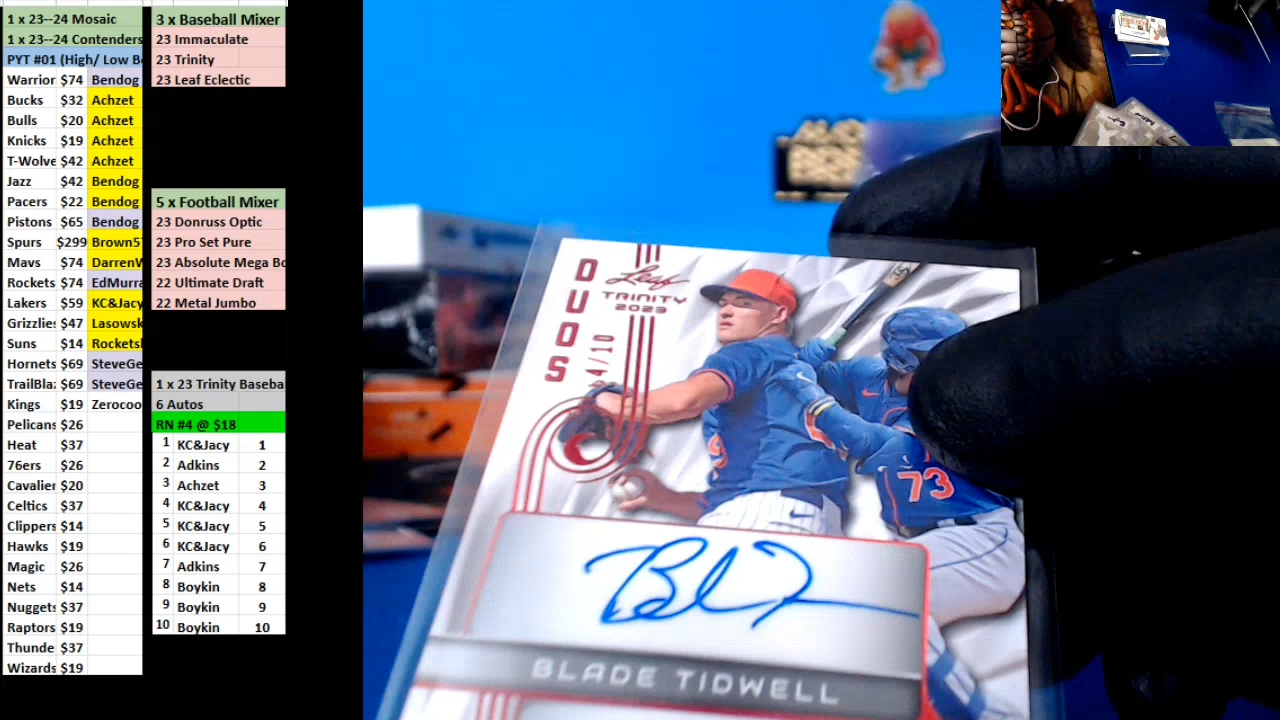 1 x 23--24 Mosaic
1 x 23--24 Contenders
PYT #01 (High/ Low B
Warrior $74 Bendog
Bucks $32 Achzet
Bulls $20 Achzet
Knicks $19 Achzet
T-Wolve $42 Achzet
Jazz $42 Bendog
Pacers $22 Bendog
Pistons $65 Bendog
Spurs $299 Brown5
Mavs $74 DarrenW
Rockets $74 EdMurra
Lakers $59 KC&Jacy
Grizzlies $47 Lasowsk
Suns $14 Rockets
Hornets $69 SteveGe
TrailBla $69 SteveGe
Kings $19 Zerocoo
Pelicans $26
Heat $37
76ers $26
Cavalier $20
Celtics $37
Clippers $14
Hawks $19
Magic $26
Nets $14
Nuggets $37
Raptors $19
Thunde $37
Wizards $19
3 x Baseball Mixer
23 Immaculate
23 Trinity
23 Leaf Eclectic
5 x Football Mixer
23 Donruss Optic
23 Pro Set Pure
23 Absolute Mega Bo
22 Ultimate Draft
22 Metal Jumbo
1 x 23 Trinity Baseba
6 Autos
RN #4 @ $18
1 KC&Jacy 1
2 Adkins 2
3 Achzet 3
4 KC&Jacy 4
5 KC&Jacy 5
6 KC&Jacy 6
7 Adkins 7
8 Boykin 8
9 Boykin 9
10 Boykin 10
DUOS
Leaf
TRINITY
2023
4/10
73
BLADE TIDWELL